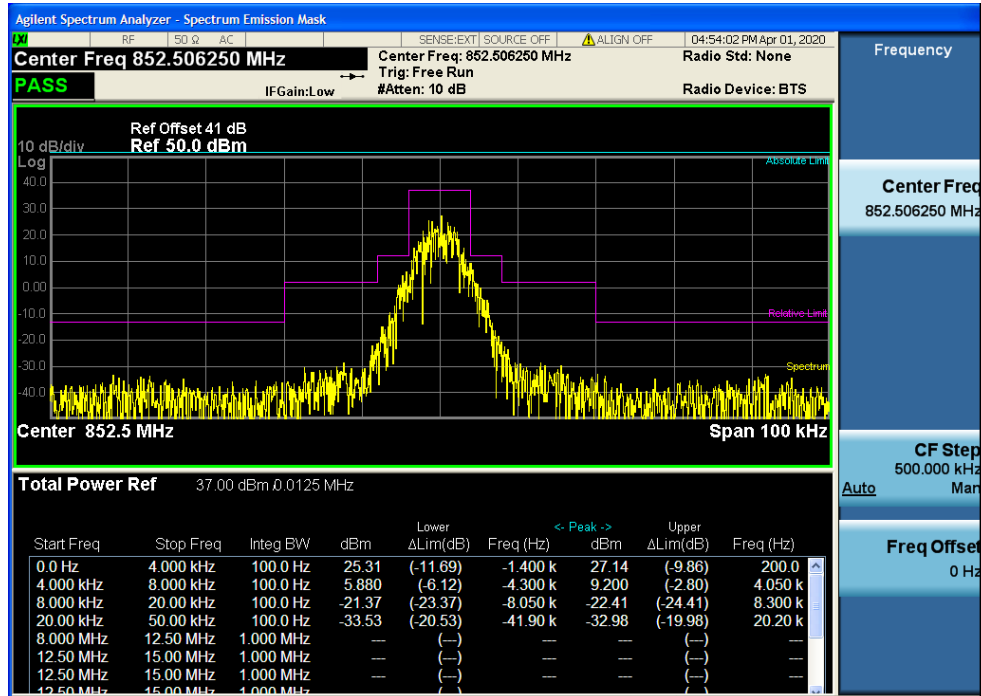 Agilent Spectrum Analyzer - Spectrum Emission Mask
LXI RF 50 Ω AC SENSE:EXT SOURCE OFF ALIGN OFF 04:54:02 PM Apr 01, 2020
Center Freq 852.506250 MHz Center Freq: 852.506250 MHz Radio Std: None
Trig: Free Run
PASS IFGain:Low #Atten: 10 dB Radio Device: BTS
Ref Offset 41 dB
10 dB/div Ref 50.0 dBm
Log Absolute Limit
40.0
30.0
20.0
10.0
0.00
-10.0 Relative Limit
-20.0
-30.0 Spectrum
-40.0
Center 852.5 MHz Span 100 kHz
Total Power Ref 37.00 dBm / 0.0125 MHz
Lower <- Peak -> Upper
Start Freq Stop Freq Integ BW dBm ΔLim(dB) Freq (Hz) dBm ΔLim(dB) Freq (Hz)
0.0 Hz 4.000 kHz 100.0 Hz 25.31 (-11.69) -1.400 k 27.14 (-9.86) 200.0
4.000 kHz 8.000 kHz 100.0 Hz 5.880 (-6.12) -4.300 k 9.200 (-2.80) 4.050 k
8.000 kHz 20.00 kHz 100.0 Hz -21.37 (-23.37) -8.050 k -22.41 (-24.41) 8.300 k
20.00 kHz 50.00 kHz 100.0 Hz -33.53 (-20.53) -41.90 k -32.98 (-19.98) 20.20 k
8.000 MHz 12.50 MHz 1.000 MHz --- (---) --- --- (---) ---
12.50 MHz 15.00 MHz 1.000 MHz --- (---) --- --- (---) ---
12.50 MHz 15.00 MHz 1.000 MHz --- (---) --- --- (---) ---
12.50 MHz 15.00 MHz 1.000 MHz
Frequency
Center Freq
852.506250 MHz
CF Step
500.000 kHz
Auto Man
Freq Offset
0 Hz